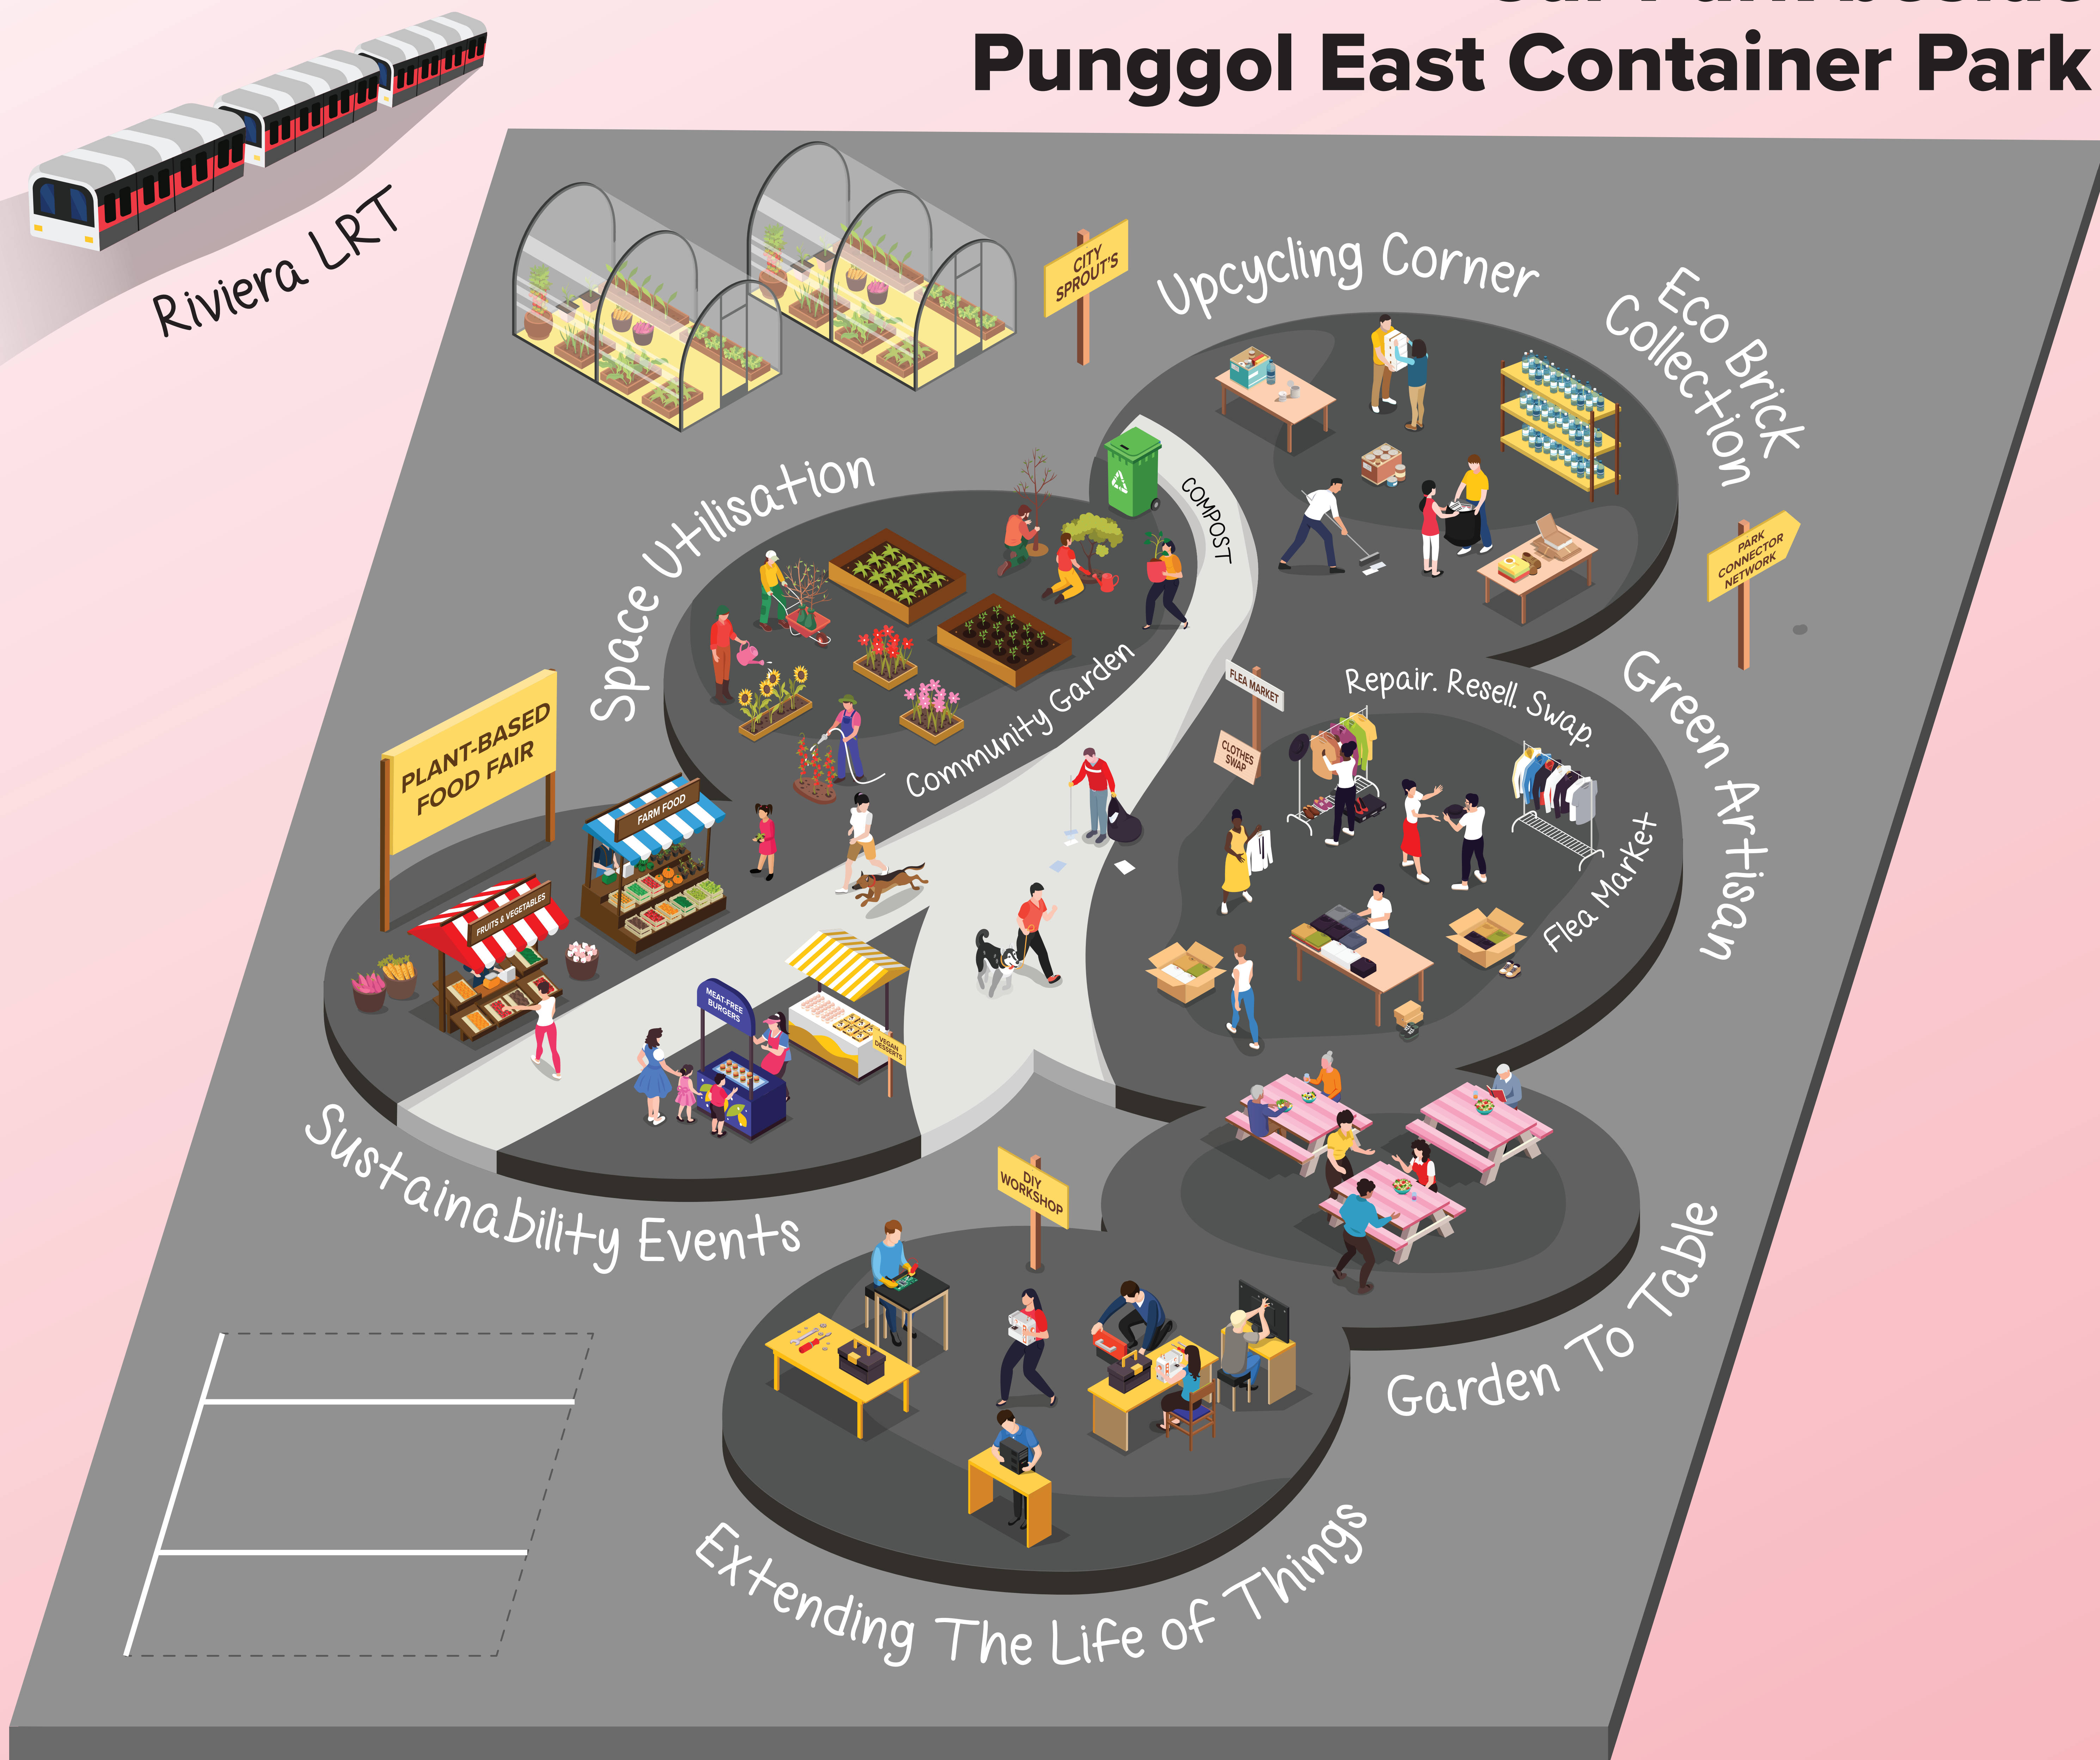 Punggol East Container Park
Riviera LRT
CITY
SPROUT'S
Upcycling Corner
Eco Brick
Collection
COMPOST
PARK
CONNECTOR
NETWORK
Space Utilisation
Community Garden
FLEA MARKET
CLOTHES
SWAP
Repair. Resell. Swap.
Green Artisan
Flea Market
PLANT-BASED
FOOD FAIR
FARM FOOD
FRUITS & VEGETABLES
MEAT-FREE
BURGERS
VEGAN
DESSERTS
Sustainability Events
DIY
WORKSHOP
Garden To Table
Extending The Life of Things